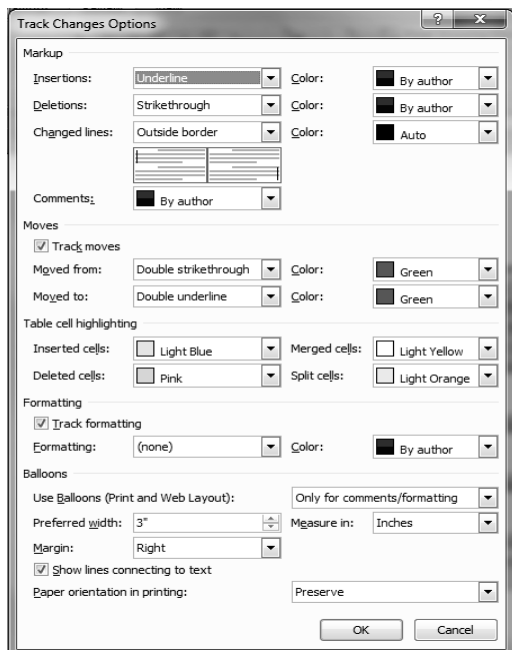 Track Changes Options
Markup
Insertions: Underline Color: By author
Deletions: Strikethrough Color: By author
Changed lines: Outside border Color: Auto
Comments: By author
Moves
Track moves
Moved from: Double strikethrough Color: Green
Moved to: Double underline Color: Green
Table cell highlighting
Inserted cells: Light Blue Merged cells: Light Yellow
Deleted cells: Pink Split cells: Light Orange
Formatting
Track formatting
Formatting: (none) Color: By author
Balloons
Use Balloons (Print and Web Layout): Only for comments/formatting
Preferred width: 3" Measure in: Inches
Margin: Right
Show lines connecting to text
Paper orientation in printing: Preserve
OK Cancel